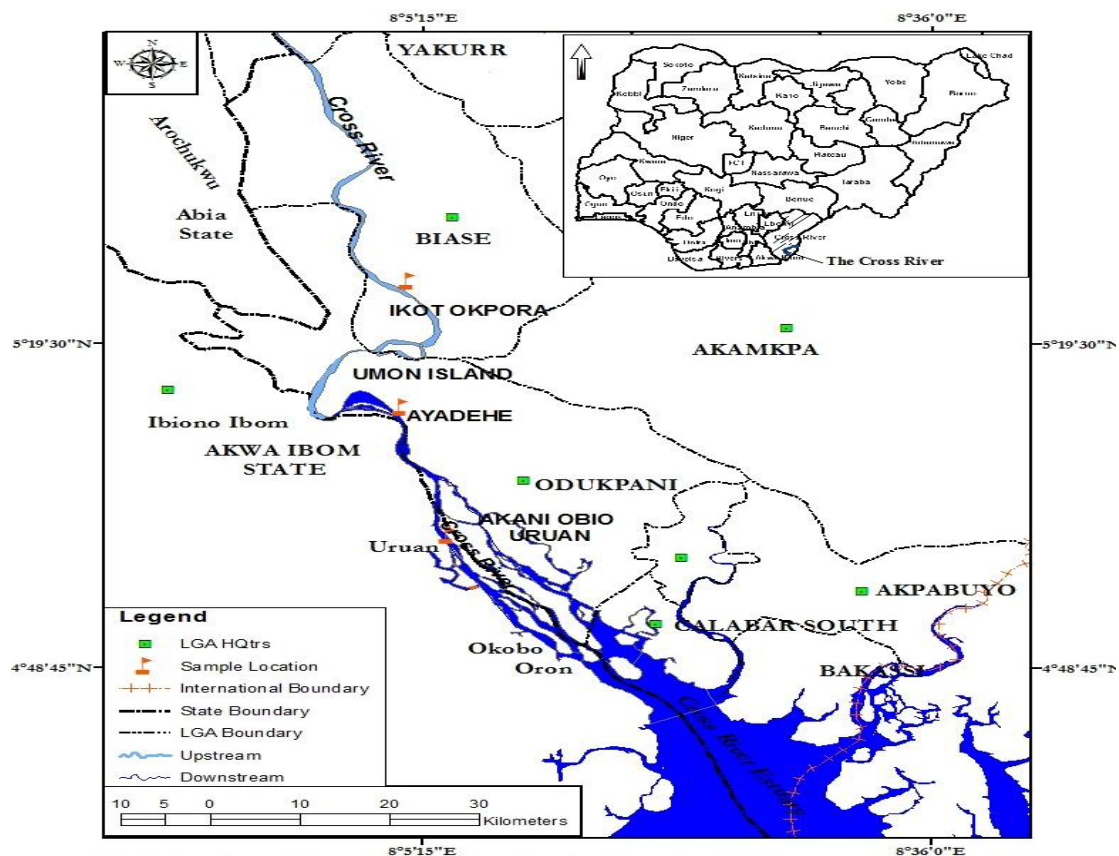 8°5'15"E
8°36'0"E
N
W
E
S
YAKURR
Cross River
Arochukwu
Abia
State
BIASE
IKOT OKPORA
5°19'30"N
5°19'30"N
AKAMKPA
UMON ISLAND
AYADEHE
Ibiono Ibom
AKWA IBOM
STATE
ODUKPANI
AKANI OBIO
URUAN
Uruan
Cross River
AKPABUYO
CALABAR SOUTH
Okobo
Oron
BAKASSI
4°48'45"N
4°48'45"N
Cross River Estuary
Sokoto
Kebbi
Zamfara
Katsina
Kano
Jigawa
Yobe
Lake Chad
Borno
Kaduna
Bauchi
Gombe
Niger
Plateau
Kwara
FCT
Nassarawa
Taraba
Oyo
Osun
Ekiti
Kogi
Benue
Ogun
Ondo
Edo
Cross River
Rivers
The Cross River
Legend
LGA HQtrs
Sample Location
International Boundary
State Boundary
LGA Boundary
Upstream
Downstream
10 5 0 10 20 30
Kilometers
8°5'15"E
8°36'0"E